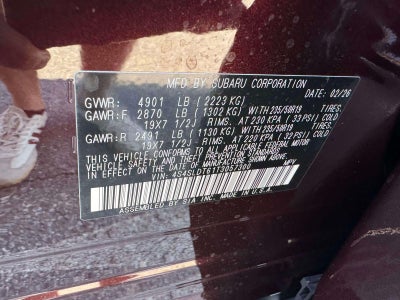 MFD BY SUBARU CORPORATION
DATE: 02/26
GVWR: 4901 LB (2223 KG)
GAWR:F 2870 LB (1302 KG) WITH 235/50R19 TIRES,
19X7 1/2J RIMS, AT 230 KPA (33 PSI) COLD
GAWR:R 2491 LB (1130 KG) WITH 235/50R19 TIRES,
19X7 1/2J RIMS, AT 220 KPA (32 PSI) COLD
THIS VEHICLE CONFORMS TO ALL APPLICABLE FEDERAL MOTOR
VEHICLE SAFETY, BUMPER, AND THEFT PREVENTION STANDARDS
IN EFFECT ON THE DATE OF MANUFACTURE SHOWN ABOVE.
VIN: MPV
ASSEMBLED BY SIA INC. MADE IN U.S.A.